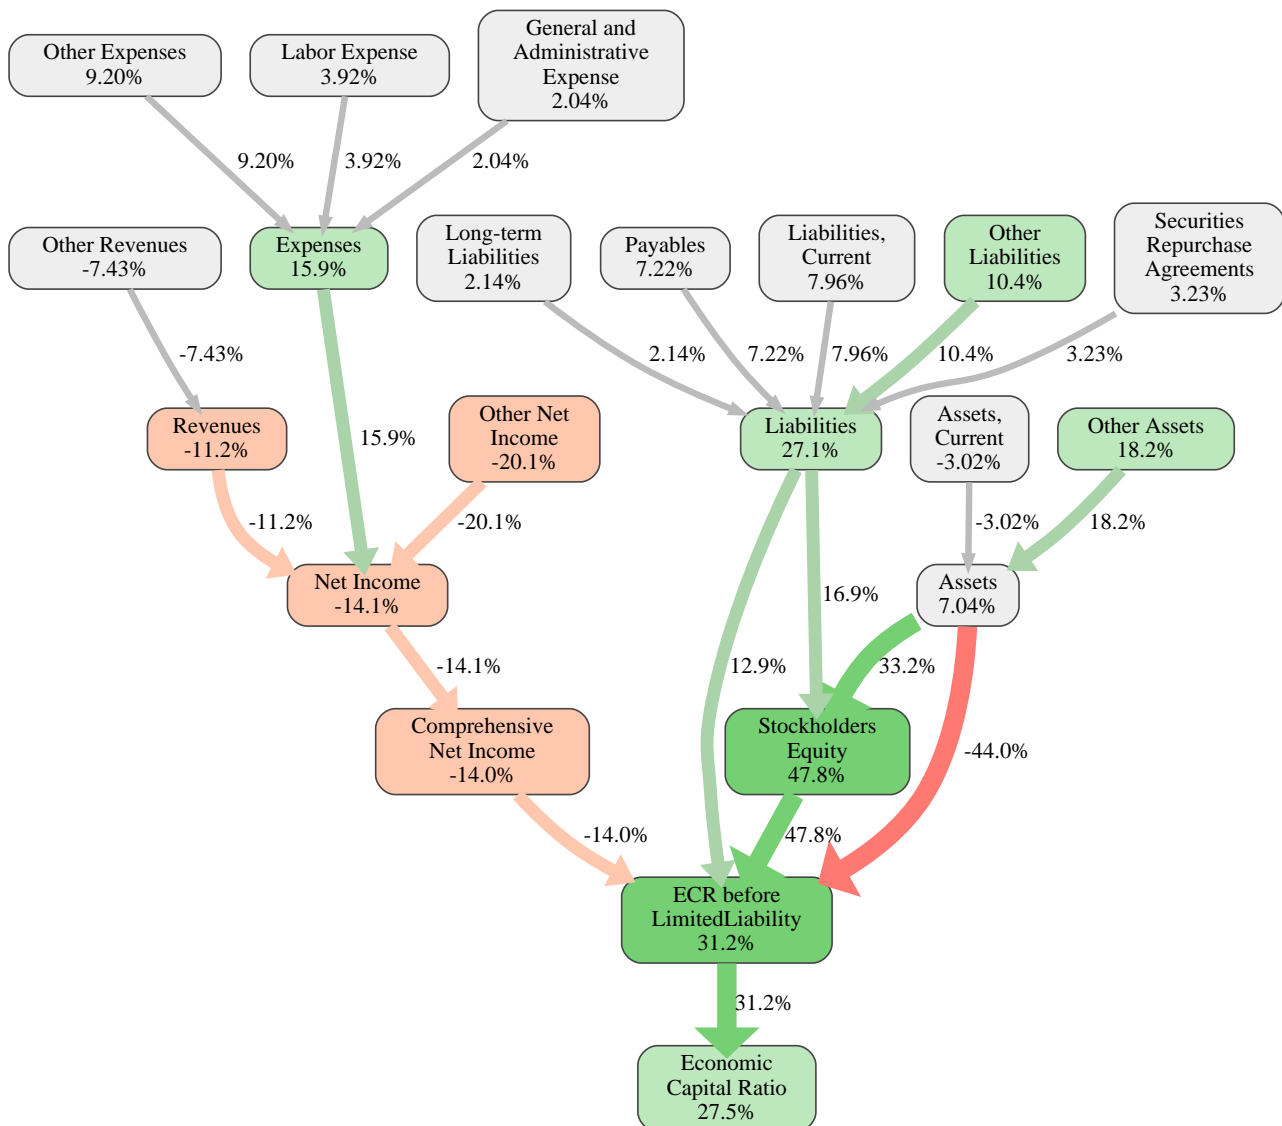 Other Expenses
9.20%
Labor Expense
3.92%
General and
Administrative
Expense
2.04%
9.20%
3.92%
2.04%
Other Revenues
-7.43%
Expenses
15.9%
Long-term
Liabilities
2.14%
Payables
7.22%
Liabilities,
Current
7.96%
Other
Liabilities
10.4%
Securities
Repurchase
Agreements
3.23%
-7.43%
2.14%
7.22%
7.96%
10.4%
3.23%
Revenues
-11.2%
15.9%
Other Net
Income
-20.1%
Liabilities
27.1%
Assets,
Current
-3.02%
Other Assets
18.2%
-11.2%
-20.1%
-3.02%
18.2%
Net Income
-14.1%
16.9%
Assets
7.04%
-14.1%
12.9%
33.2%
Comprehensive
Net Income
-14.0%
Stockholders
Equity
47.8%
-44.0%
-14.0%
47.8%
ECR before
LimitedLiability
31.2%
31.2%
Economic
Capital Ratio
27.5%